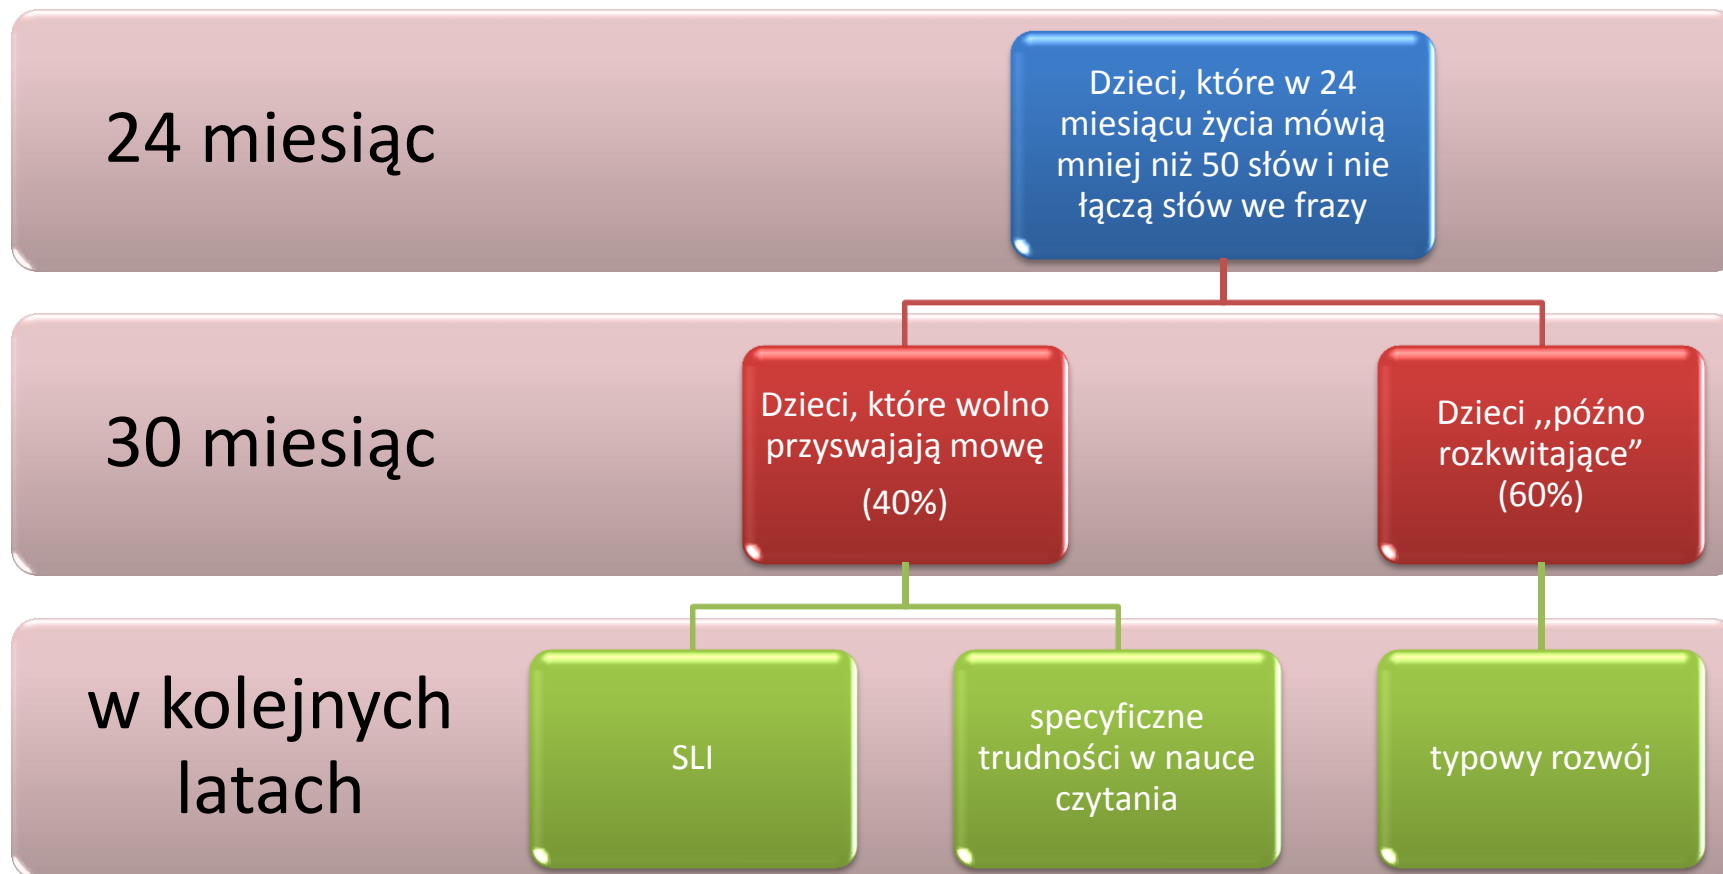 24 miesiąc
Dzieci, które w 24
miesiącu życia mówią
mniej niż 50 słów i nie
łączą słów we frazy
30 miesiąc
Dzieci, które wolno
przyswajają mowę
(40%)
Dzieci ,,późno
rozkwitające”
(60%)
w kolejnych
latach
SLI
specyficzne
trudności w nauce
czytania
typowy rozwój